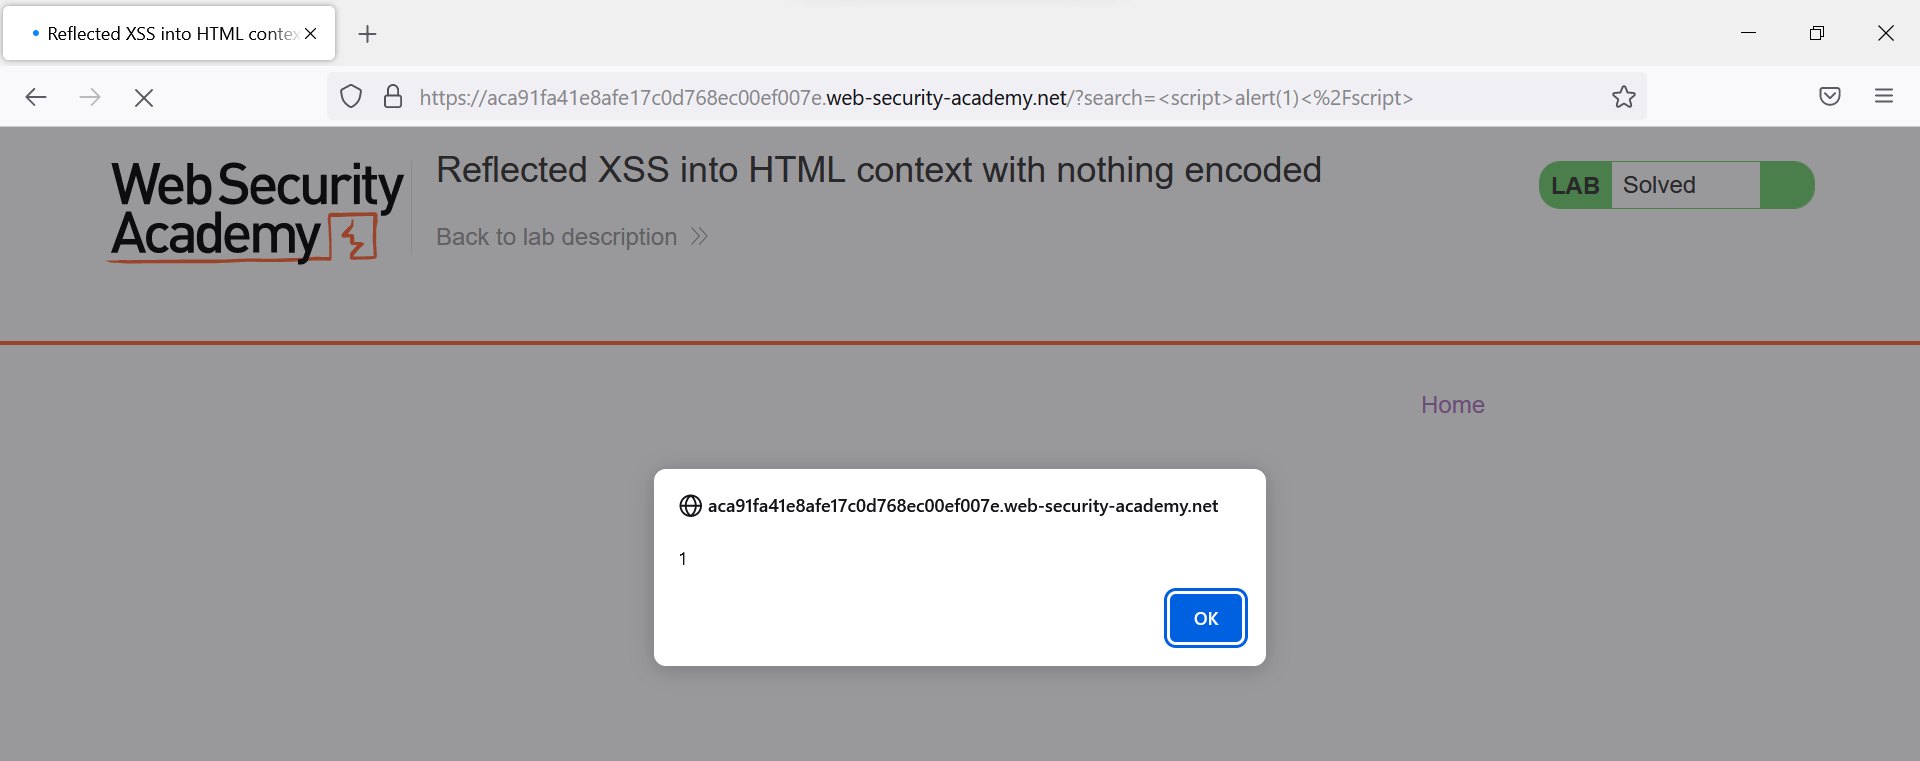 Reflected XSS into HTML contex
https://aca91fa41e8afe17c0d768ec00ef007e.web-security-academy.net/?search=<script>alert(1)<%2Fscript>
Web Security
Academy
Reflected XSS into HTML context with nothing encoded
LAB Solved
Back to lab description
Home
aca91fa41e8afe17c0d768ec00ef007e.web-security-academy.net
1
OK